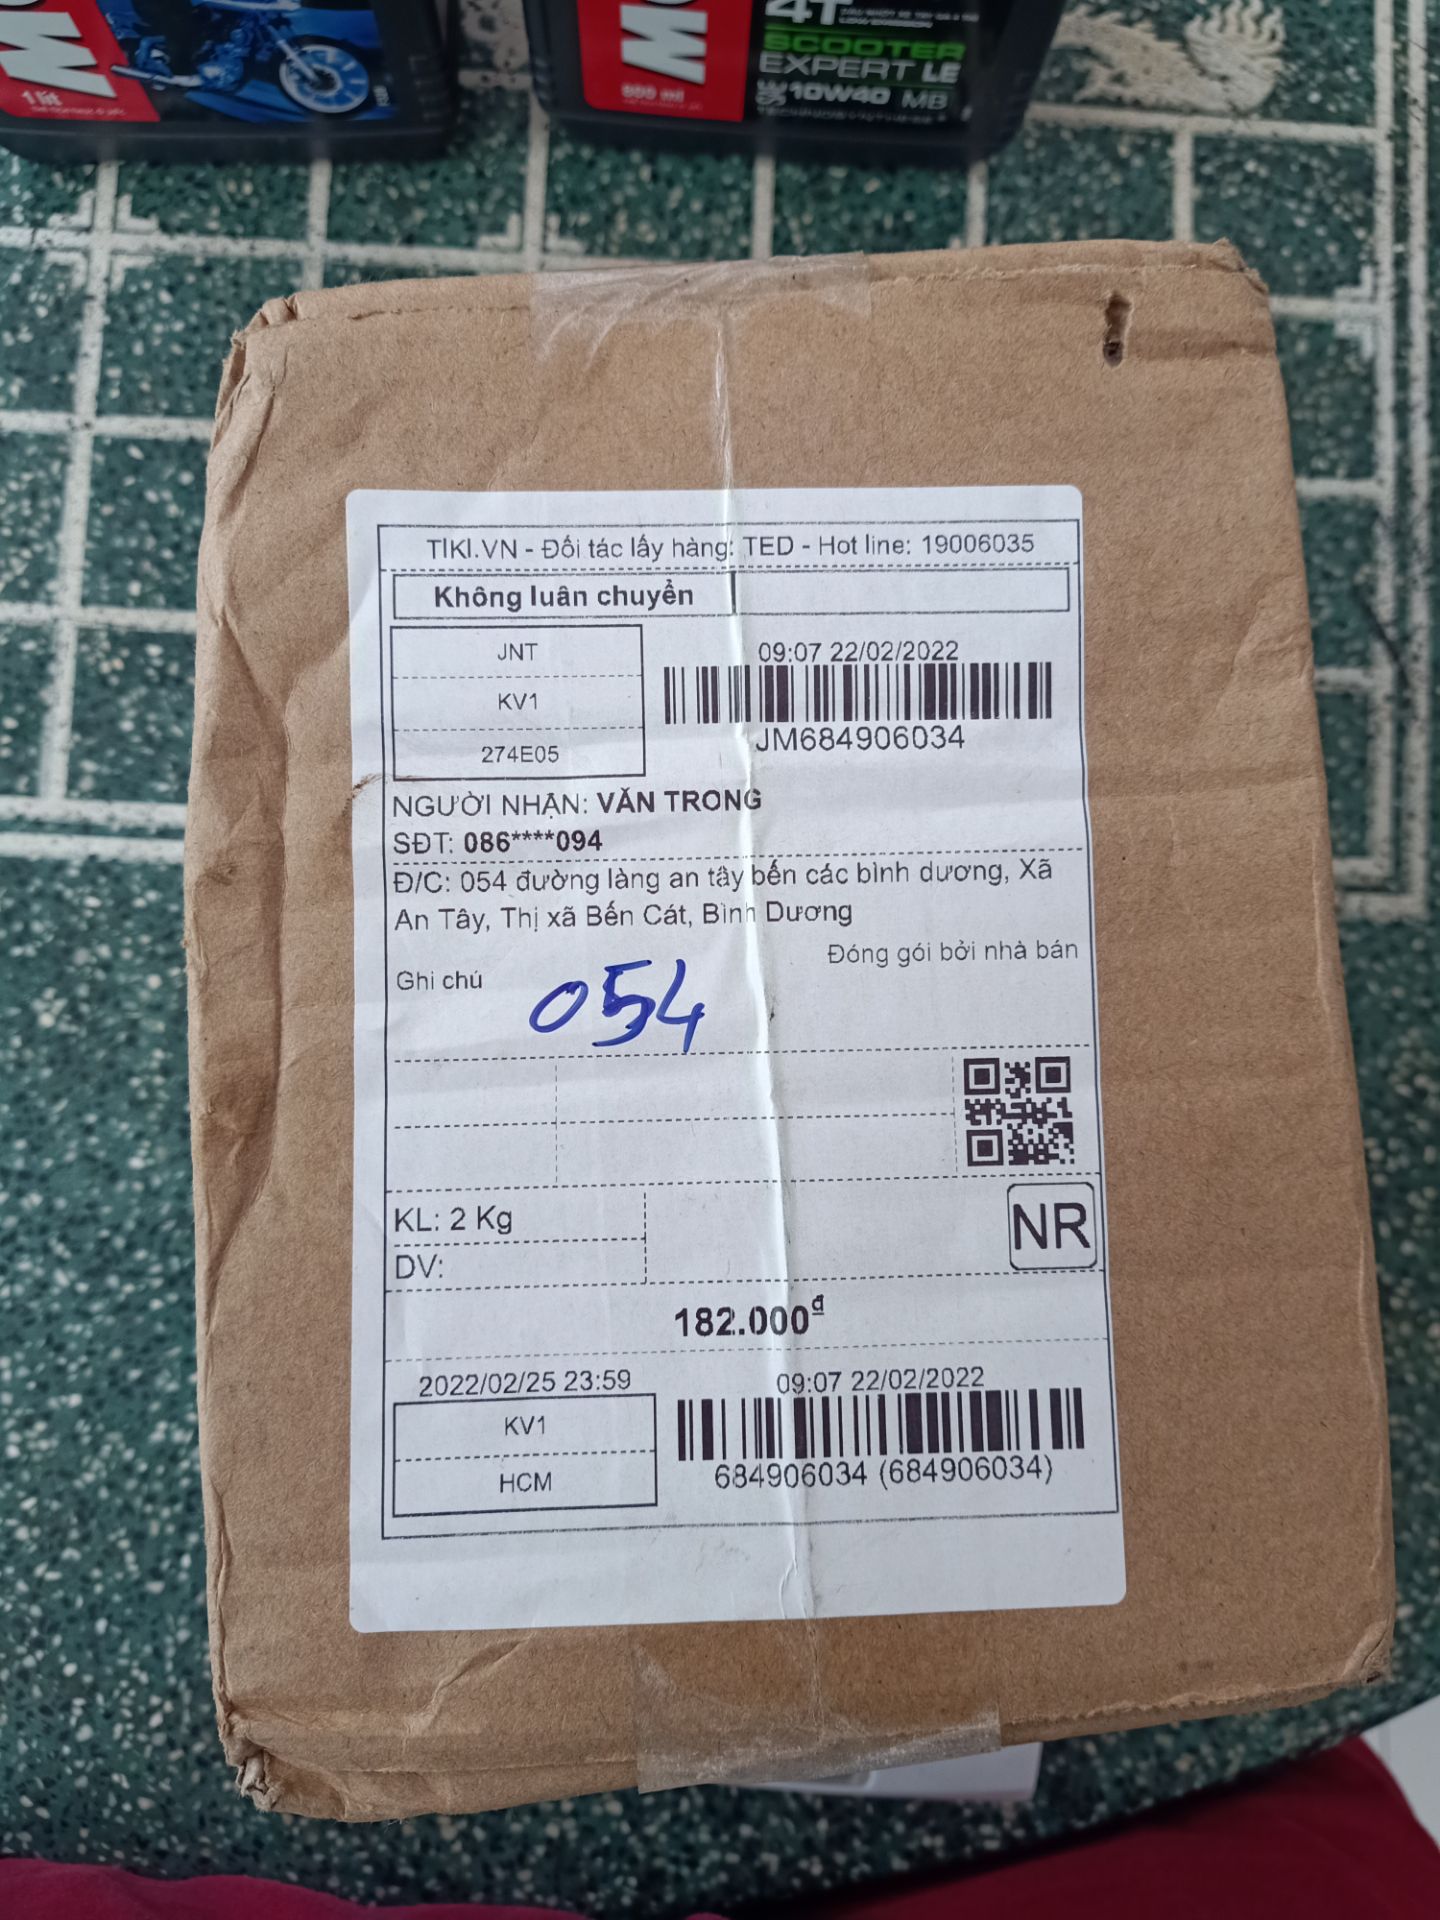 1 lít
4T
SCOOTER
EXPERT LE
800 ml
10W40 MB
TIKI.VN - Đối tác lấy hàng: TED - Hot line: 19006035
Không luân chuyển
JNT
KV1
274E05
09:07 22/02/2022
JM684906034
NGƯỜI NHẬN: VĂN TRONG
SĐT: 086****094
Đ/C: 054 đường làng an tây bến các bình dương, Xã
An Tây, Thị xã Bến Cát, Bình Dương
Đóng gói bởi nhà bán
Ghi chú
054
KL: 2 Kg
DV:
NR
182.000đ
2022/02/25 23:59
KV1
HCM
09:07 22/02/2022
684906034 (684906034)